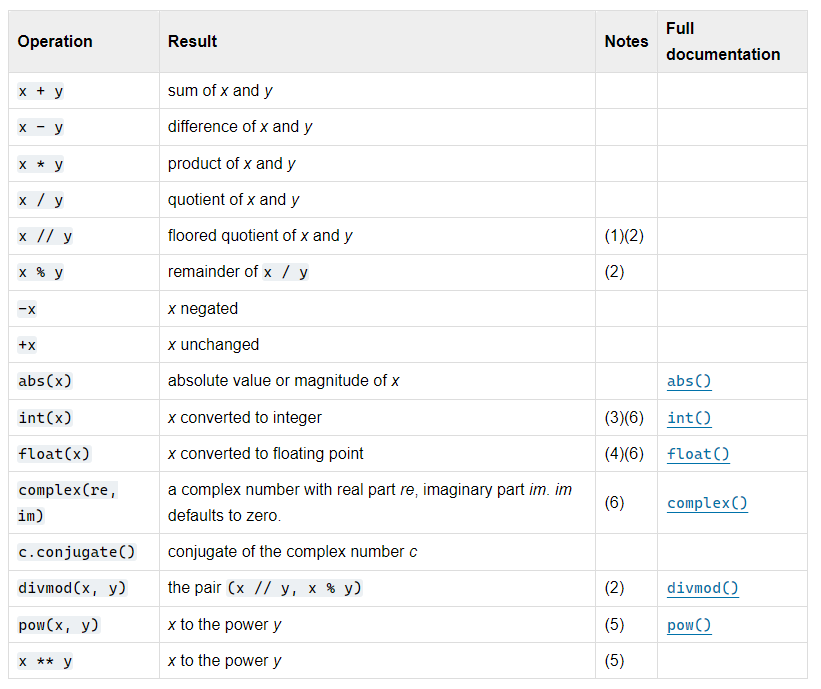 Operation Result Notes Full documentation
x + y sum of x and y
x - y difference of x and y
x * y product of x and y
x / y quotient of x and y
x // y floored quotient of x and y (1)(2)
x % y remainder of x / y (2)
-x x negated
+x x unchanged
abs(x) absolute value or magnitude of x abs()
int(x) x converted to integer (3)(6) int()
float(x) x converted to floating point (4)(6) float()
complex(re, im) a complex number with real part re, imaginary part im. im defaults to zero. (6) complex()
c.conjugate() conjugate of the complex number c
divmod(x, y) the pair (x // y, x % y) (2) divmod()
pow(x, y) x to the power y (5) pow()
x ** y x to the power y (5)